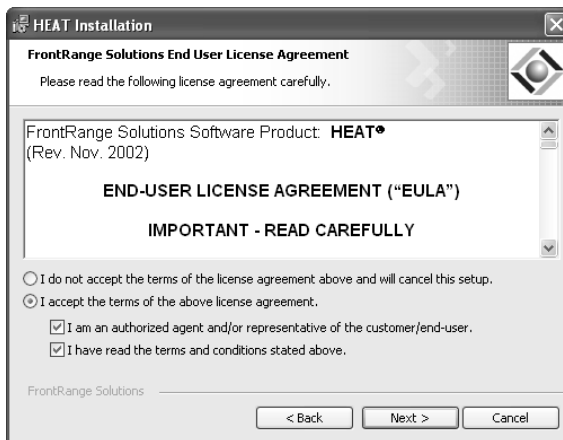 HEAT Installation
FrontRange Solutions End User License Agreement
Please read the following license agreement carefully.
FrontRange Solutions Software Product: HEAT®
(Rev. Nov. 2002)
END-USER LICENSE AGREEMENT (“EULA”)
IMPORTANT - READ CAREFULLY
I do not accept the terms of the license agreement above and will cancel this setup.
I accept the terms of the above license agreement.
I am an authorized agent and/or representative of the customer/end-user.
I have read the terms and conditions stated above.
FrontRange Solutions
< Back Next > Cancel